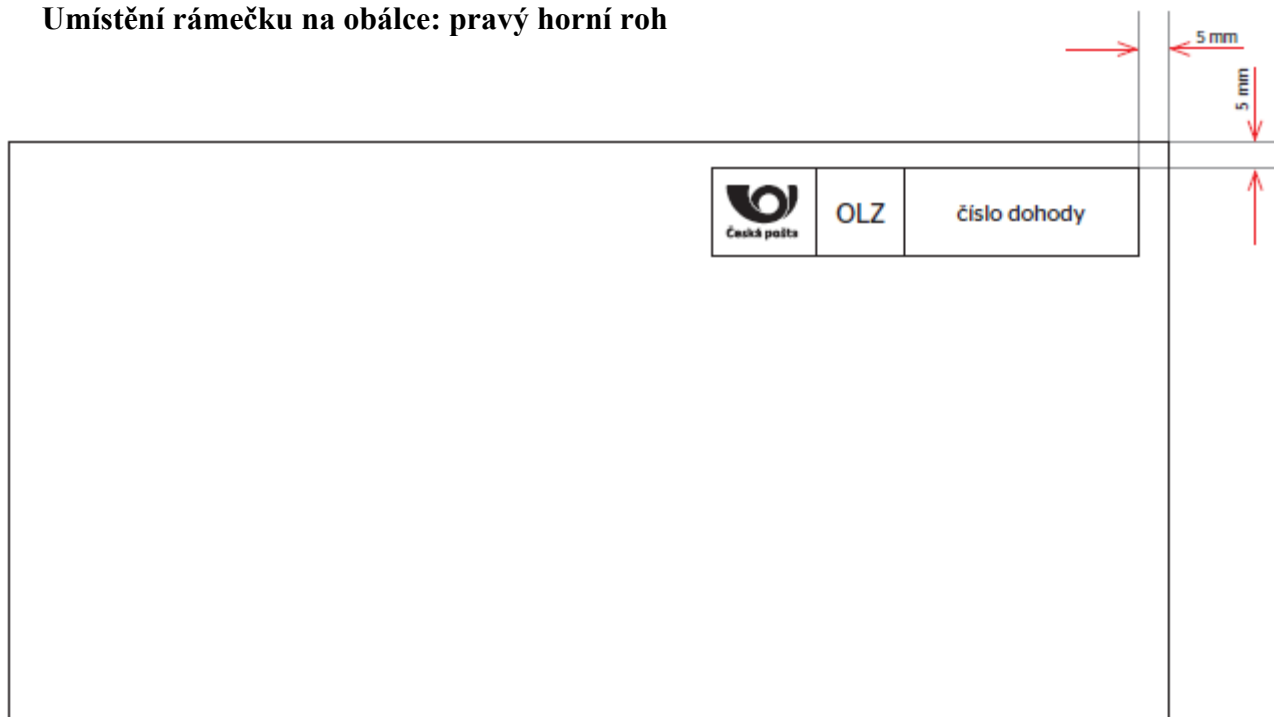 Umístění rámečku na obálce: pravý horní roh
5 mm
5 mm
Česká pošta
OLZ
číslo dohody